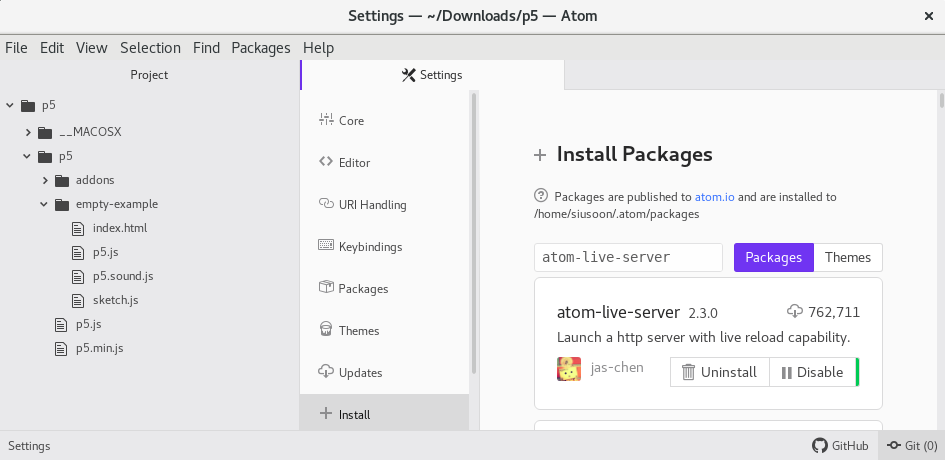 Settings — ~/Downloads/p5 — Atom
File Edit View Selection Find Packages Help
Project
Settings
p5
__MACOSX
p5
addons
empty-example
index.html
p5.js
p5.sound.js
sketch.js
p5.js
p5.min.js
Core
Editor
URI Handling
Keybindings
Packages
Themes
Updates
Install
Install Packages
Packages are published to atom.io and are installed to
/home/siusoon/.atom/packages
atom-live-server
Packages Themes
atom-live-server 2.3.0 762,711
Launch a http server with live reload capability.
jas-chen Uninstall Disable
Settings GitHub Git (0)